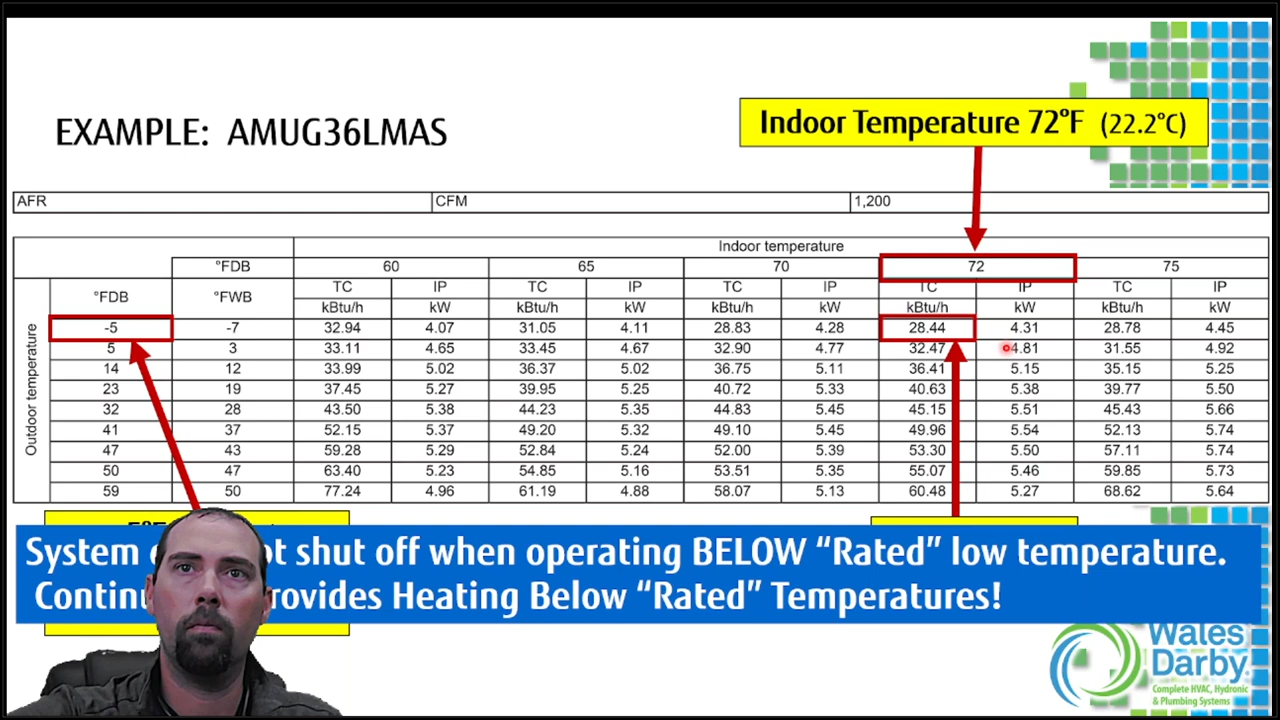 EXAMPLE: AMUG36LMAS
Indoor Temperature 72°F (22.2°C)
AFR CFM 1,200
Indoor temperature
°FDB 60 65 70 72 75
°FDB °FWB TC IP TC IP TC IP TC IP TC IP
kBtu/h kW kBtu/h kW kBtu/h kW kBtu/h kW kBtu/h kW
Outdoor temperature
-5 -7 32.94 4.07 31.05 4.11 28.83 4.28 28.44 4.31 28.78 4.45
5 3 33.11 4.65 33.45 4.67 32.90 4.77 32.47 4.81 31.55 4.92
14 12 33.99 5.02 36.37 5.02 36.75 5.11 36.41 5.15 35.15 5.25
23 19 37.45 5.27 39.95 5.25 40.72 5.33 40.63 5.38 39.77 5.50
32 28 43.50 5.38 44.23 5.35 44.83 5.45 45.15 5.51 45.43 5.66
41 37 52.15 5.37 49.20 5.32 49.10 5.45 49.96 5.54 52.13 5.74
47 43 59.28 5.29 52.84 5.24 52.00 5.39 53.30 5.50 57.11 5.74
50 47 63.40 5.23 54.85 5.16 53.51 5.35 55.07 5.46 59.85 5.73
59 50 77.24 4.96 61.19 4.88 58.07 5.13 60.48 5.27 68.62 5.64
System shut off when operating BELOW “Rated” low temperature.
Heating Below “Rated” Temperatures!
Wales
Darby
Complete HVAC, Hydronic
& Plumbing Systems